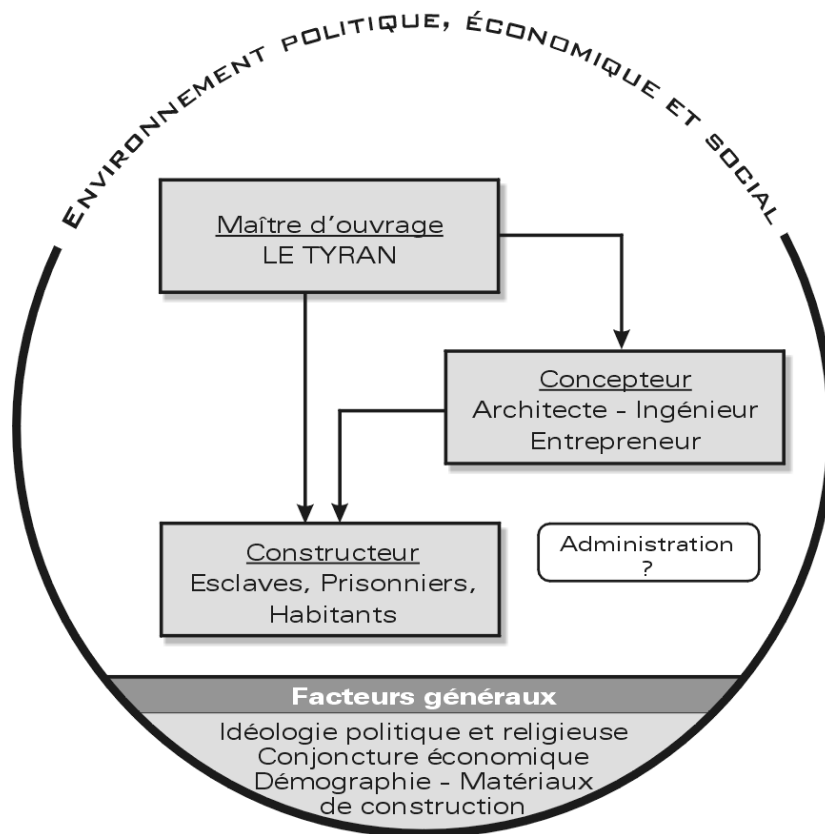 ENVIRONNEMENT POLITIQUE, ÉCONOMIQUE ET SOCIAL
Maître d'ouvrage
LE TYRAN
Concepteur
Architecte - Ingénieur
Entrepreneur
Constructeur
Esclaves, Prisonniers,
Habitants
Administration
?
Facteurs généraux
Idéologie politique et religieuse
Conjoncture économique
Démographie - Matériaux
de construction